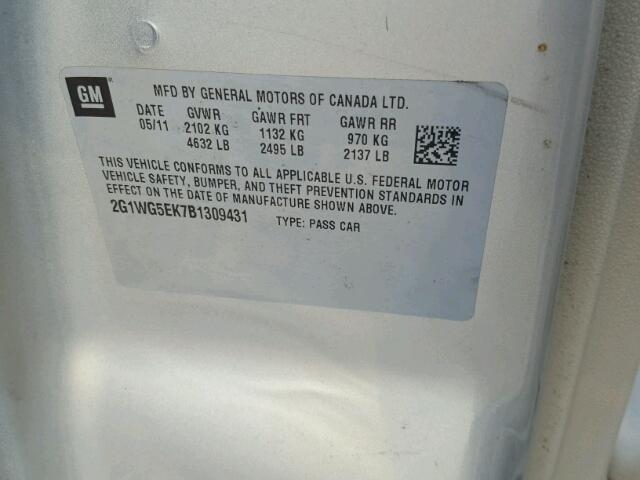 GM
MFD BY GENERAL MOTORS OF CANADA LTD.
DATE GVWR GAWR FRT GAWR RR
05/11 2102 KG 1132 KG 970 KG
4632 LB 2495 LB 2137 LB
THIS VEHICLE CONFORMS TO ALL APPLICABLE U.S. FEDERAL MOTOR
VEHICLE SAFETY, BUMPER, AND THEFT PREVENTION STANDARDS IN
EFFECT ON THE DATE OF MANUFACTURE SHOWN ABOVE.
2G1WG5EK7B1309431 TYPE: PASS CAR